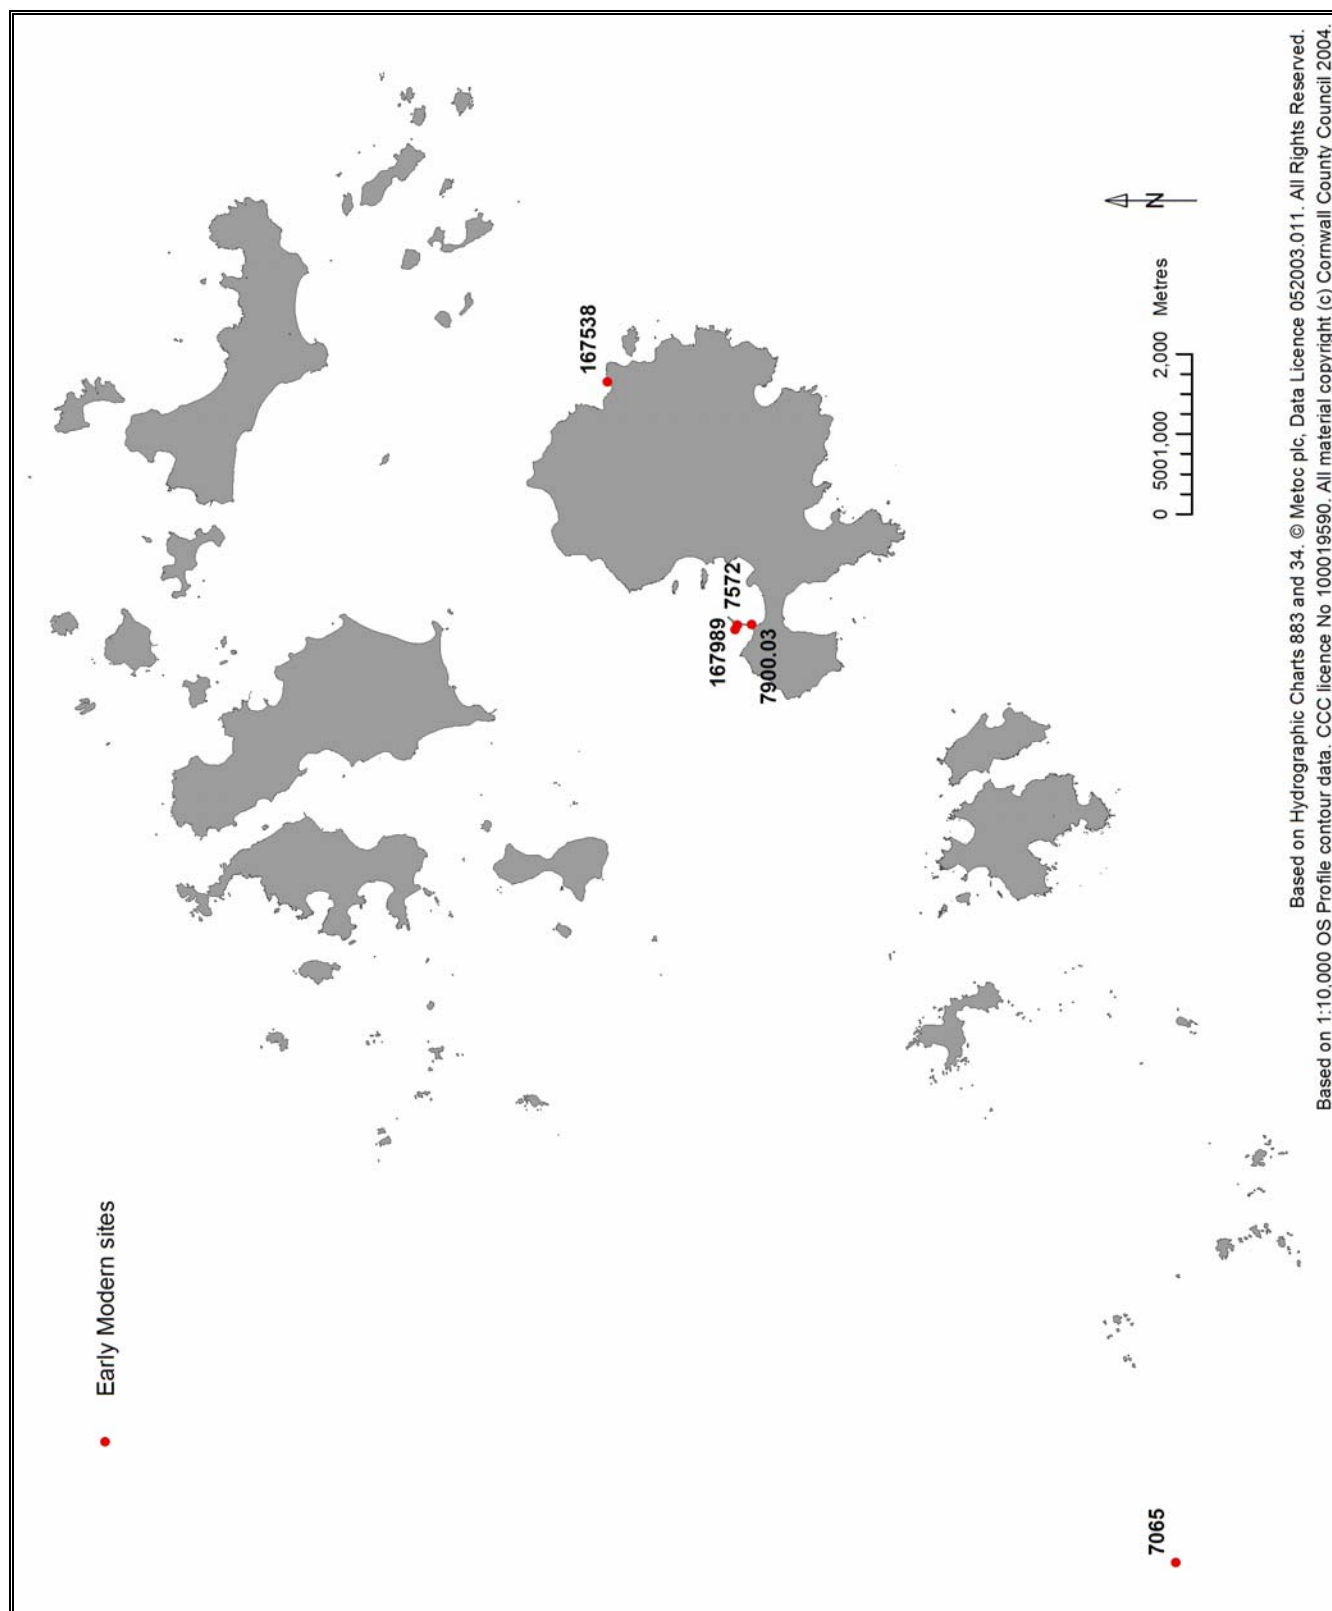 Early Modern sites
167538
7572
167989
7900.03
7065
N
0 5001,000 2,000 Metres
Based on Hydrographic Charts 883 and 34. © Metoc plc, Data Licence 052003.011. All Rights Reserved.
Based on 1:10,000 OS Profile contour data. CCC licence No 100019590. All material copyright (c) Cornwall County Council 2004.